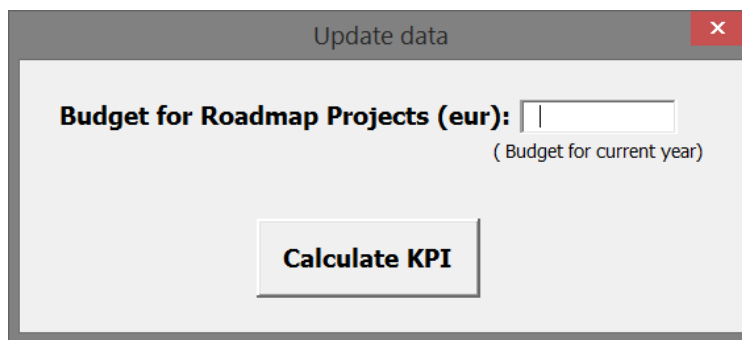 Update data
Budget for Roadmap Projects (eur):
( Budget for current year)
Calculate KPI